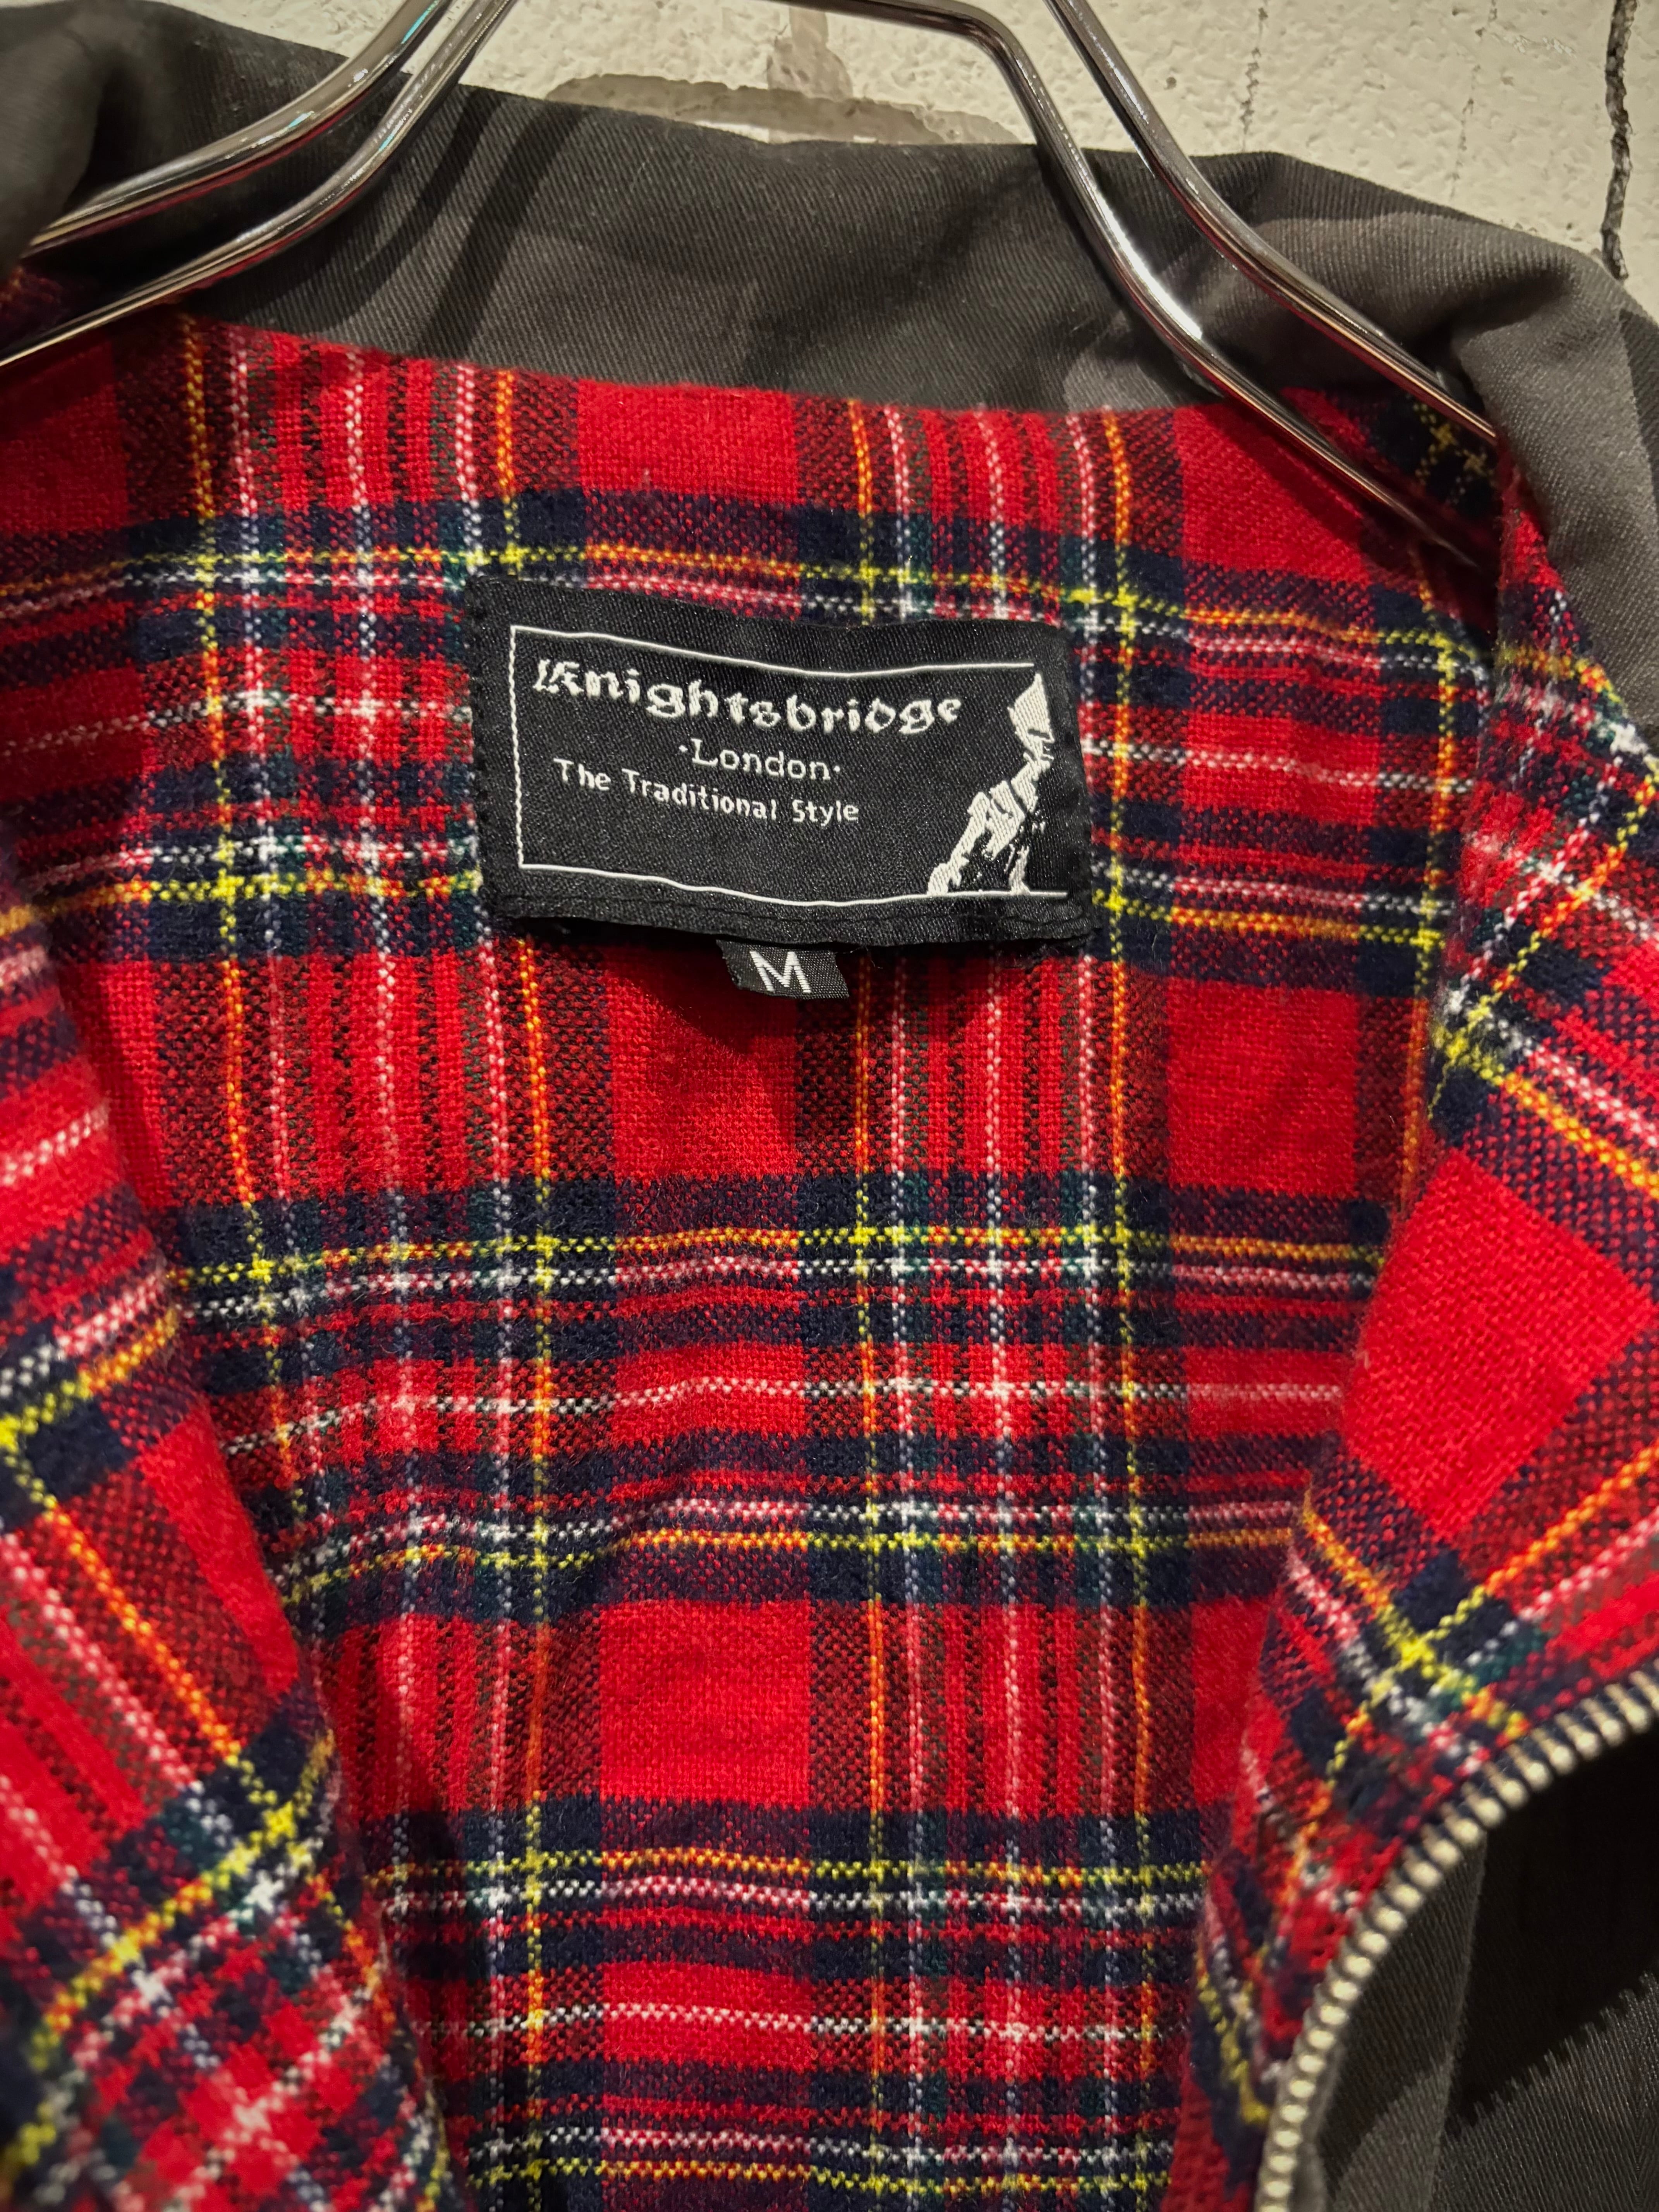 Knightsbridge
·London·
The Traditional Style
M